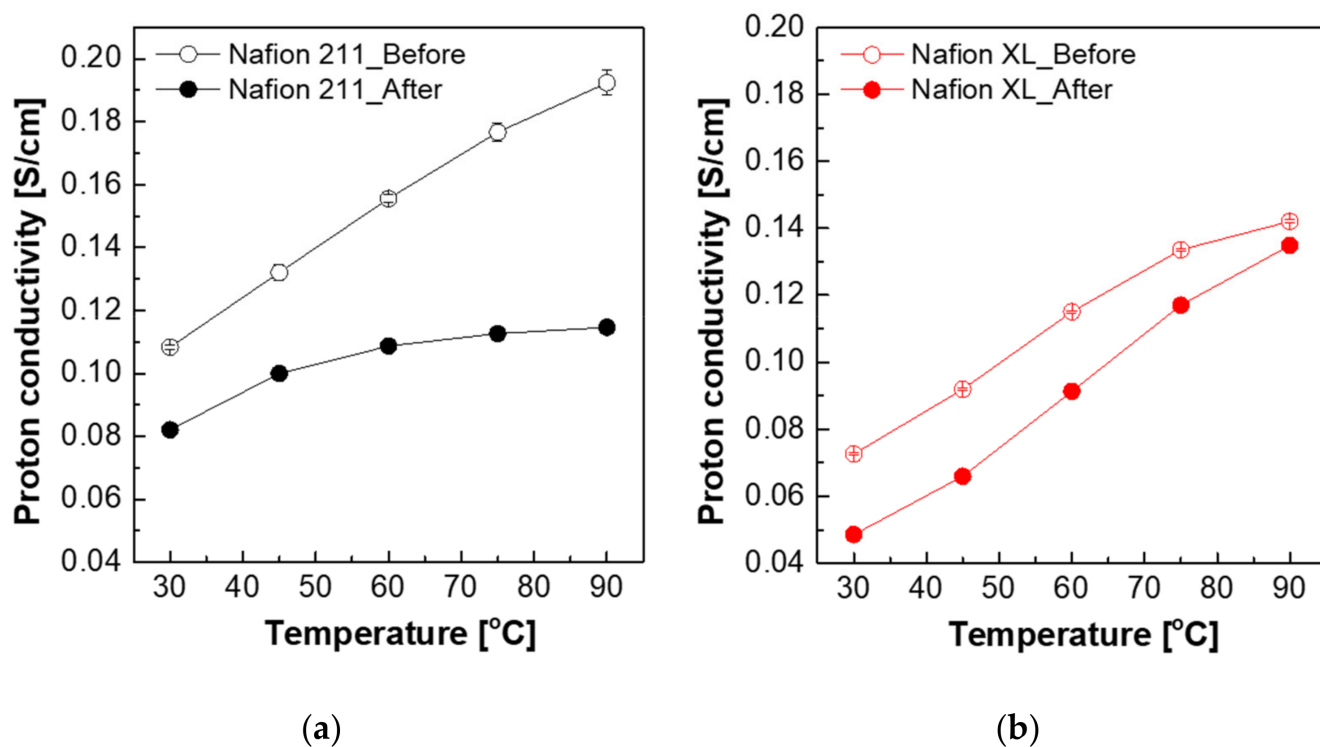 Nafion 211_Before
Nafion 211_After
Proton conductivity [S/cm]
0.20
0.18
0.16
0.14
0.12
0.10
0.08
0.06
0.04
30 40 50 60 70 80 90
Temperature [°C]
(a)
Nafion XL_Before
Nafion XL_After
Proton conductivity [S/cm]
0.20
0.18
0.16
0.14
0.12
0.10
0.08
0.06
0.04
30 40 50 60 70 80 90
Temperature [°C]
(b)